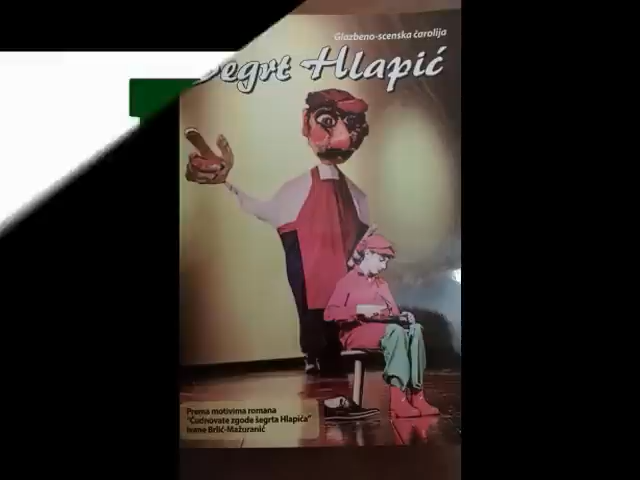 Glazbeno-scenska čarolija
Šegrt Hlapić
Prema motivima romana
"Čudnovate zgode šegrta Hlapića"
Ivane Brlić-Mažuranić